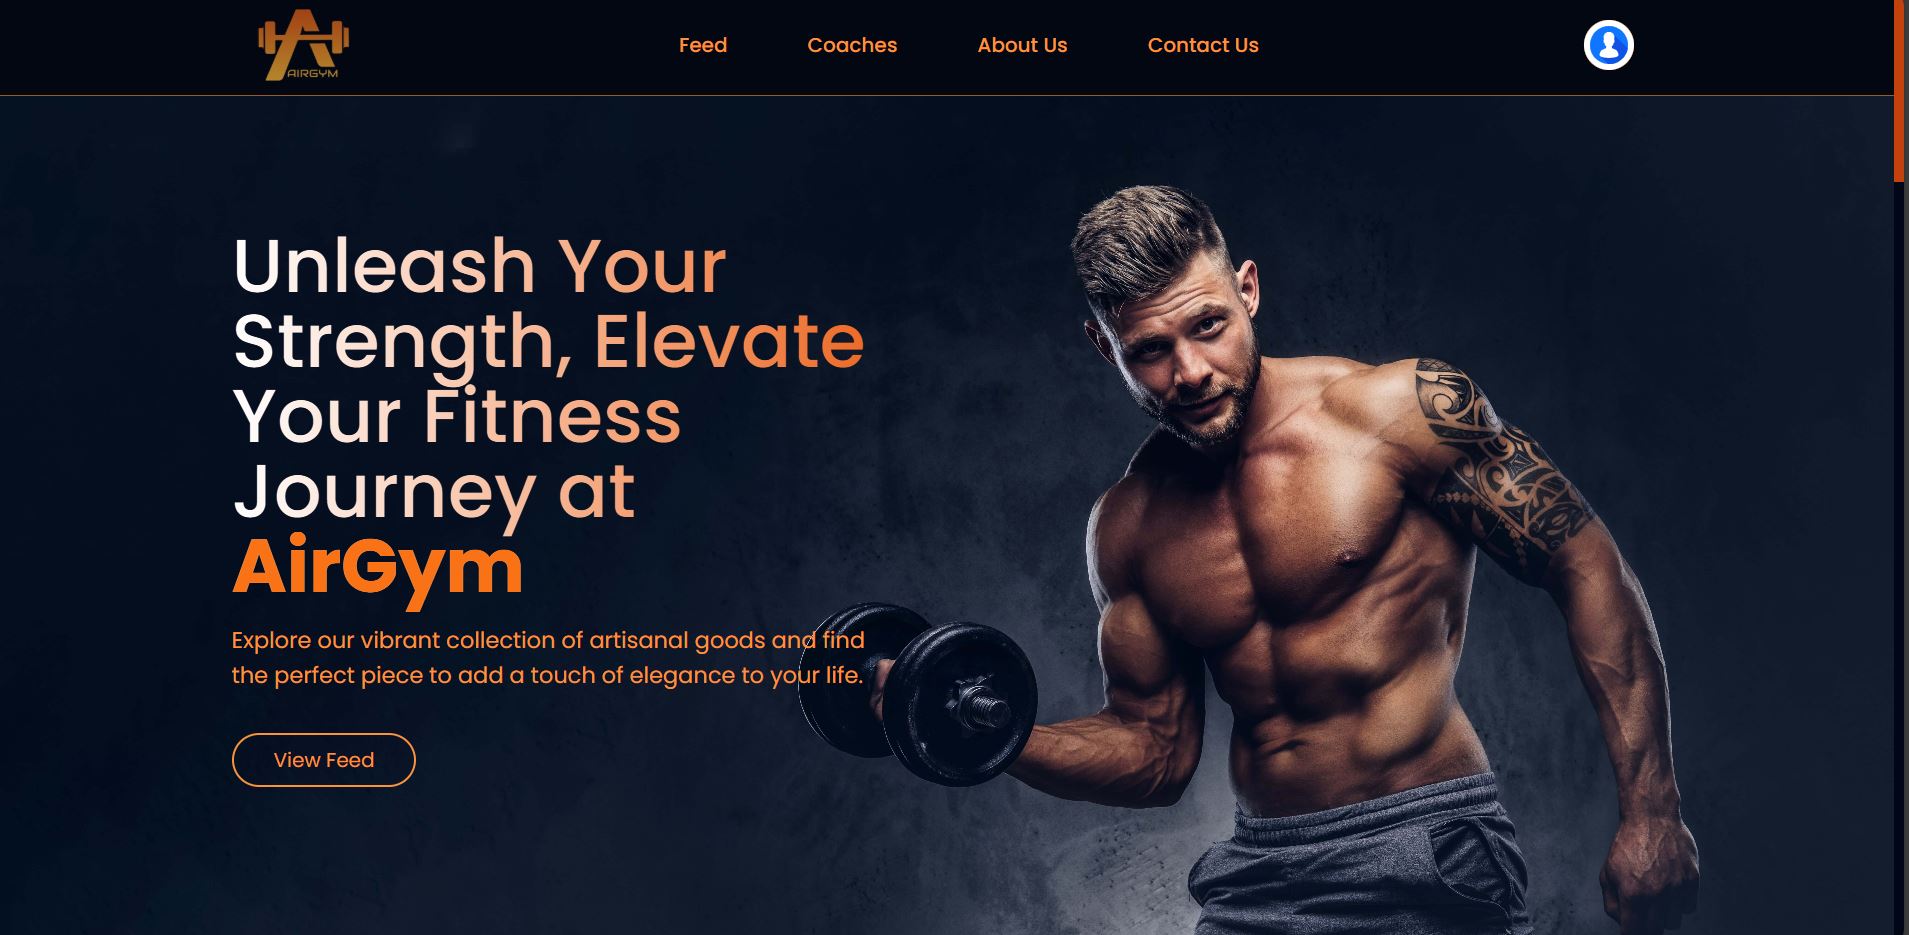 AIRGYM
Feed
Coaches
About Us
Contact Us
Unleash Your
Strength, Elevate
Your Fitness
Journey at
AirGym
Explore our vibrant collection of artisanal goods and find
the perfect piece to add a touch of elegance to your life.
View Feed